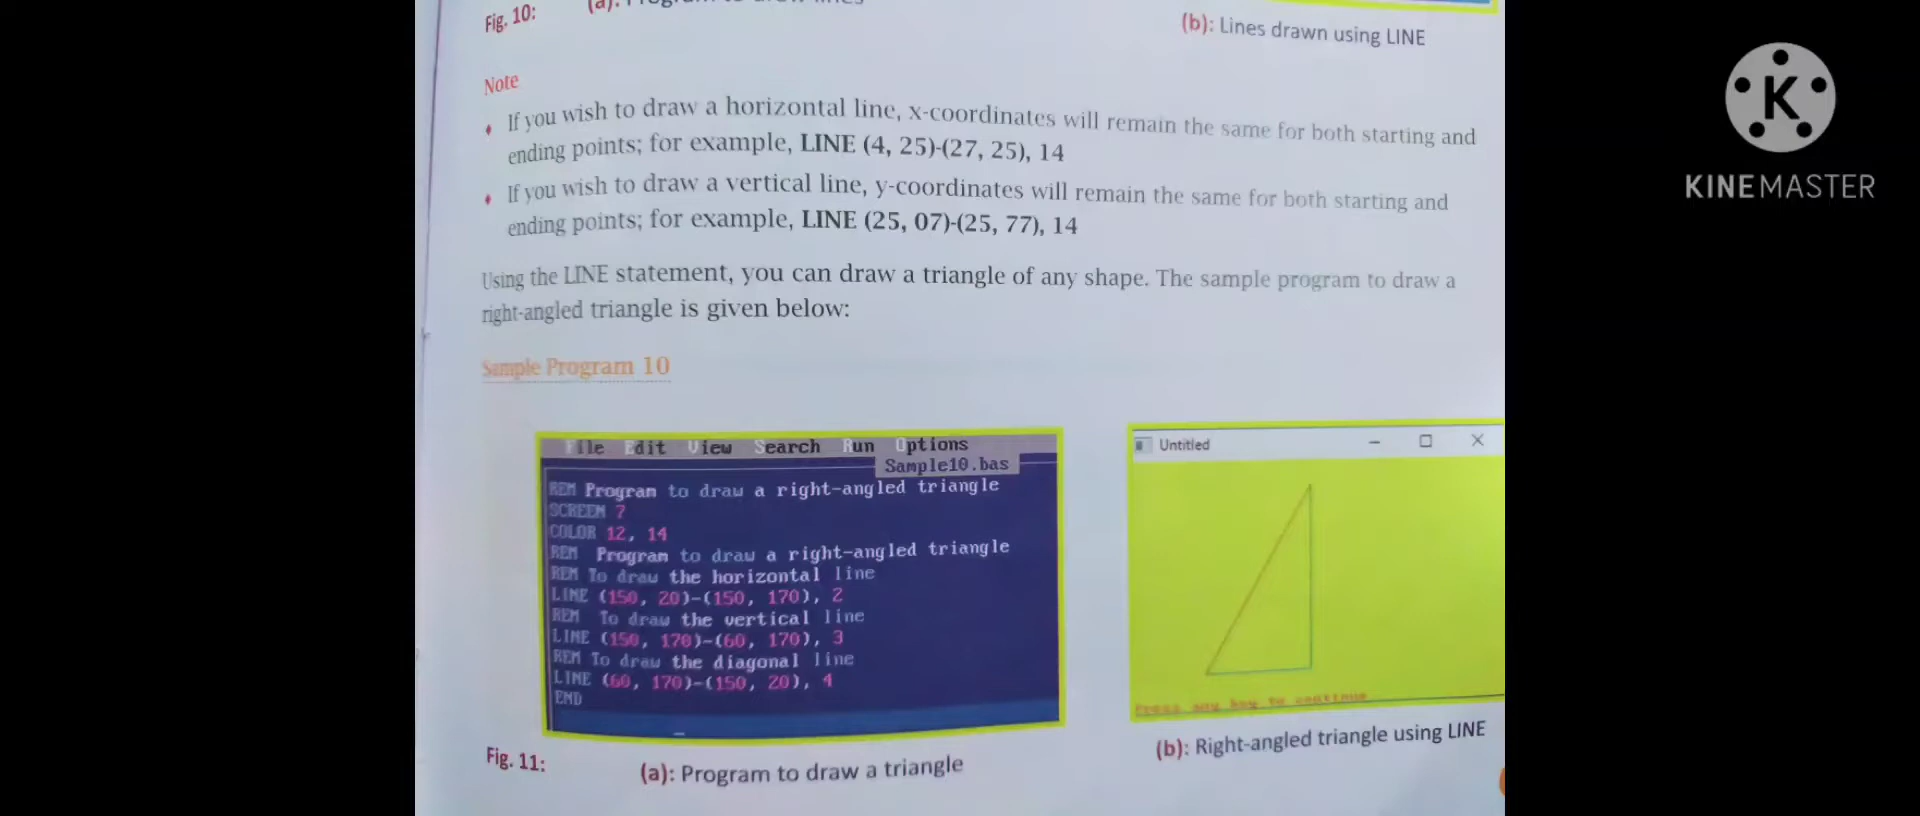 Fig. 10:
(b): Lines drawn using LINE
KINEMASTER
Note
If you wish to draw a horizontal line, x-coordinates will remain the same for both starting and
ending points; for example, LINE (4, 25)-(27, 25), 14
If you wish to draw a vertical line, y-coordinates will remain the same for both starting and
ending points; for example, LINE (25, 07)-(25, 77), 14
Using the LINE statement, you can draw a triangle of any shape. The sample program to draw a
right-angled triangle is given below:
Sample Program 10
File Edit View Search Run Options
Sample10.bas
REM Program to draw a right-angled triangle
SCREEN 7
COLOR 12, 14
REM Program to draw a right-angled triangle
REM To draw the horizontal line
LINE (150, 20)-(150, 170), 2
REM To draw the vertical line
LINE (150, 170)-(60, 170), 3
REM To draw the diagonal line
LINE (60, 170)-(150, 20), 4
END
Untitled
Press any key to continue
Fig. 11:
(a): Program to draw a triangle
(b): Right-angled triangle using LINE